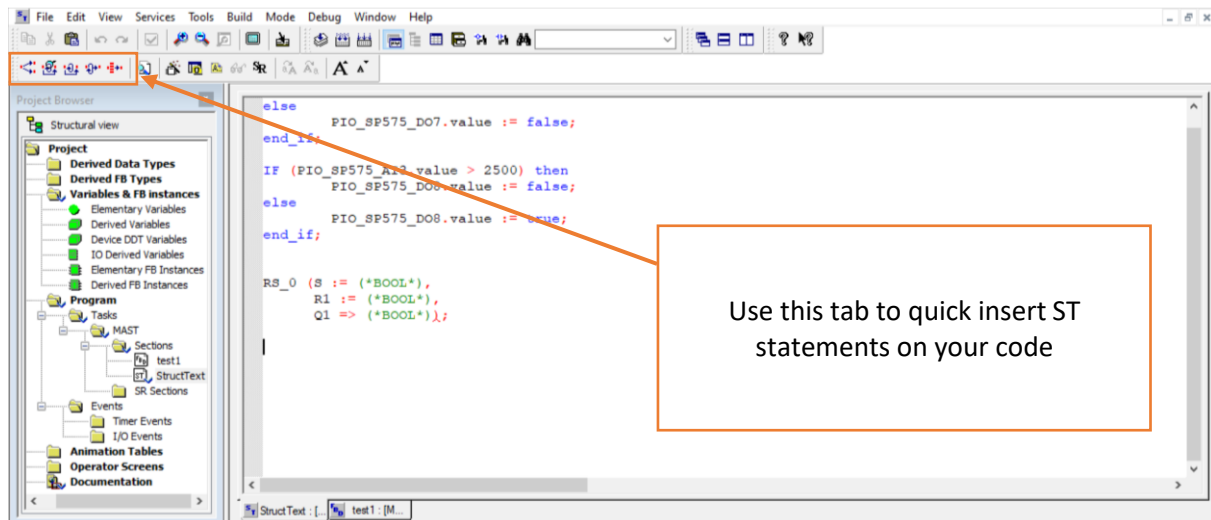 File Edit View Services Tools Build Mode Debug Window Help
Project Browser
Structural view
Project
Derived Data Types
Derived FB Types
Variables & FB instances
Elementary Variables
Derived Variables
Device DDT Variables
IO Derived Variables
Elementary FB Instances
Derived FB Instances
Program
Tasks
MAST
Sections
test1
StructText
SR Sections
Events
Timer Events
I/O Events
Animation Tables
Operator Screens
Documentation
else
PIO_SP575_DO7.value := false;
end_if;
IF (PIO_SP575_AI3.value > 2500) then
PIO_SP575_DO8.value := false;
else
PIO_SP575_DO8.value := true;
end_if;
RS_0 (S := (*BOOL*),
R1 := (*BOOL*),
Q1 => (*BOOL*));
Use this tab to quick insert ST
statements on your code
StructText : [... test1 : [M...